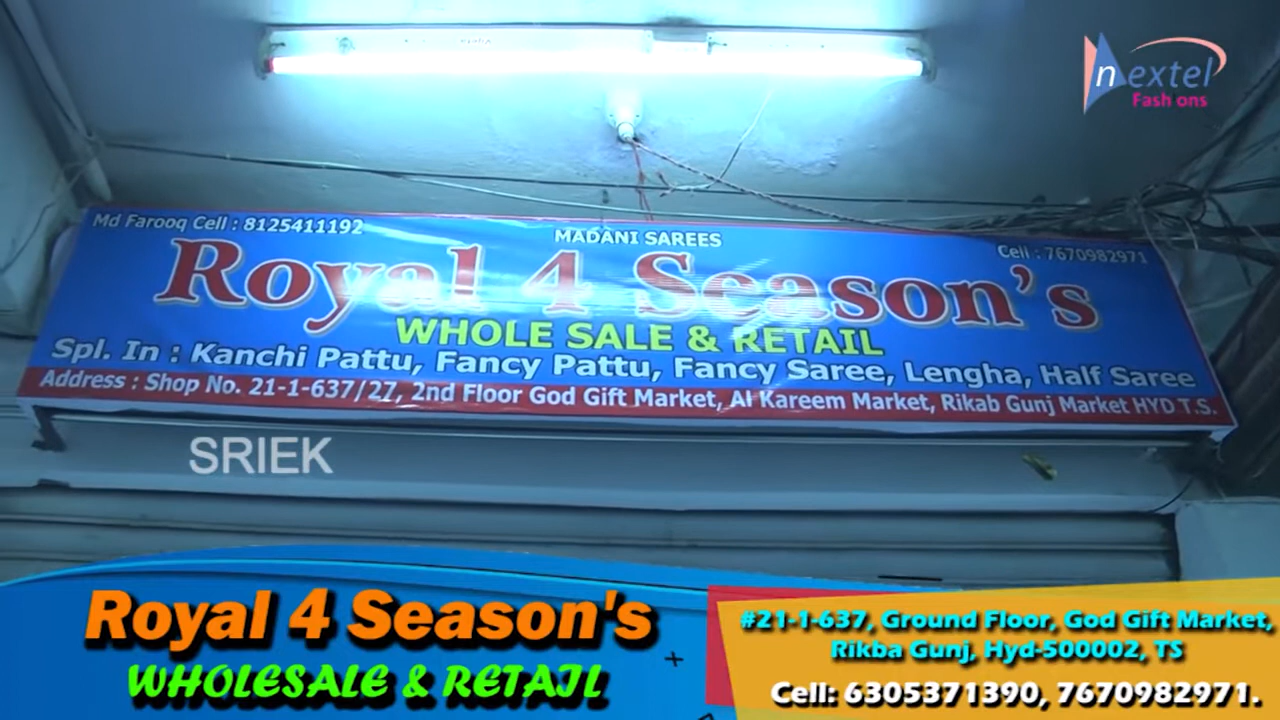 nextel
Fash ons
Md Farooq Cell : 8125411192
MADANI SAREES
Cell : 7670982971
Royal 4 Season's
WHOLE SALE & RETAIL
Spl. In : Kanchi Pattu, Fancy Pattu, Fancy Saree, Lengha, Half Saree
Address : Shop No. 21-1-637/27, 2nd Floor God Gift Market, Al Kareem Market, Rikab Gunj Market HYD T.S.
SRIEK
Royal 4 Season's
WHOLESALE & RETAIL
#21-1-637, Ground Floor, God Gift Market,
Rikba Gunj, Hyd-500002, TS
Cell: 6305371390, 7670982971.